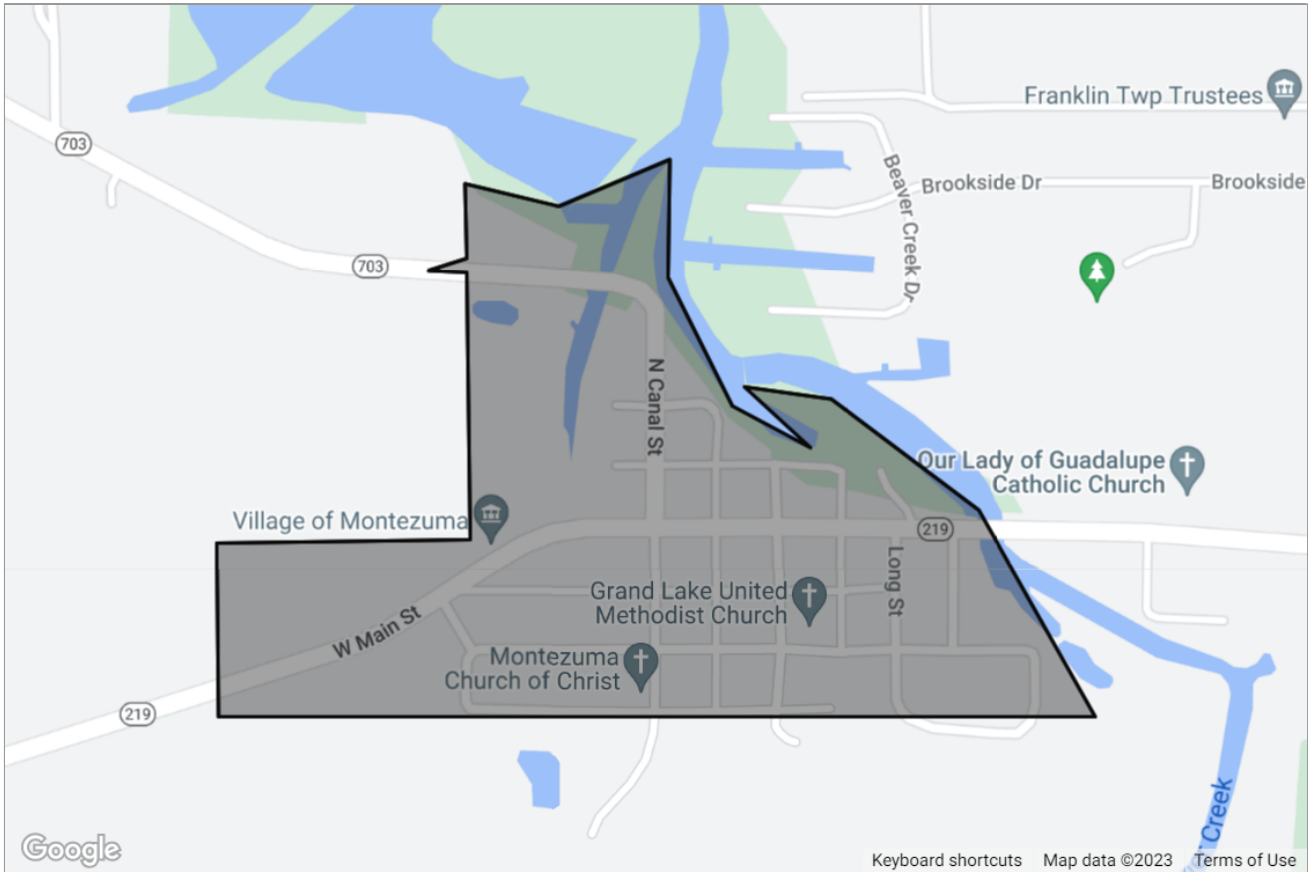 Franklin Twp Trustees
703
Beaver Creek Dr
Brookside Dr
Brookside
703
N Canal St
Our Lady of Guadalupe
Catholic Church
Village of Montezuma
219
Long St
Grand Lake United
Methodist Church
W Main St
Montezuma
Church of Christ
219
Creek
Google
Keyboard shortcuts
Map data ©2023
Terms of Use